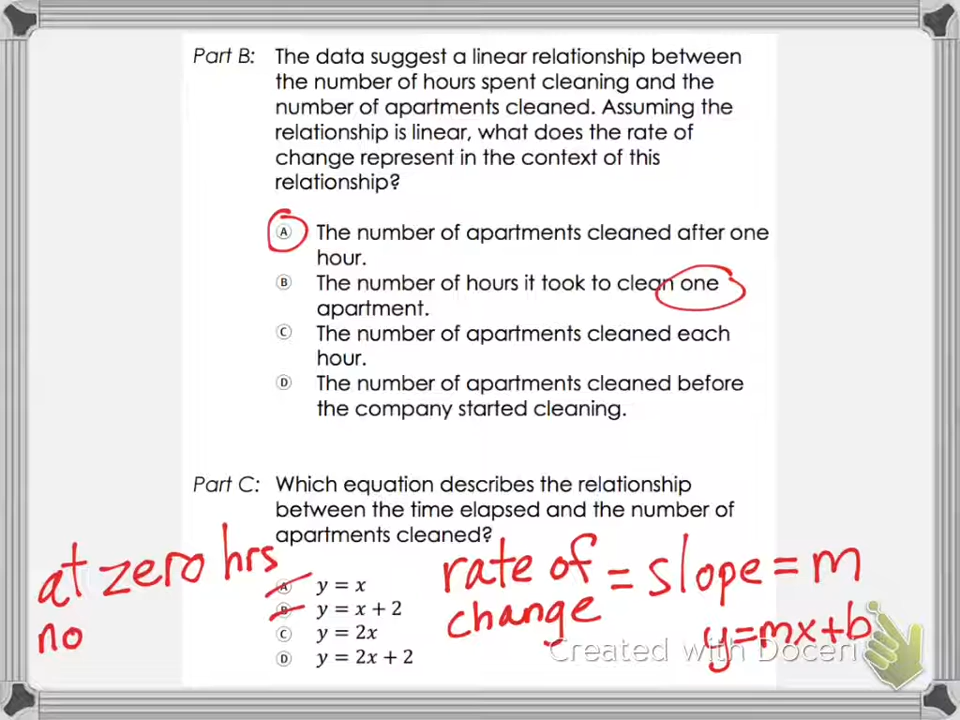 Part B: The data suggest a linear relationship between
the number of hours spent cleaning and the
number of apartments cleaned. Assuming the
relationship is linear, what does the rate of
change represent in the context of this
relationship?
A The number of apartments cleaned after one
hour.
B The number of hours it took to clean one
apartment.
C The number of apartments cleaned each
hour.
D The number of apartments cleaned before
the company started cleaning.
Part C: Which equation describes the relationship
between the time elapsed and the number of
apartments cleaned?
A y = x
B y = x + 2
C y = 2x
D y = 2x + 2
at zero hrs
no
rate of
change
= slope = m
y=mx+b
Created with Doceri